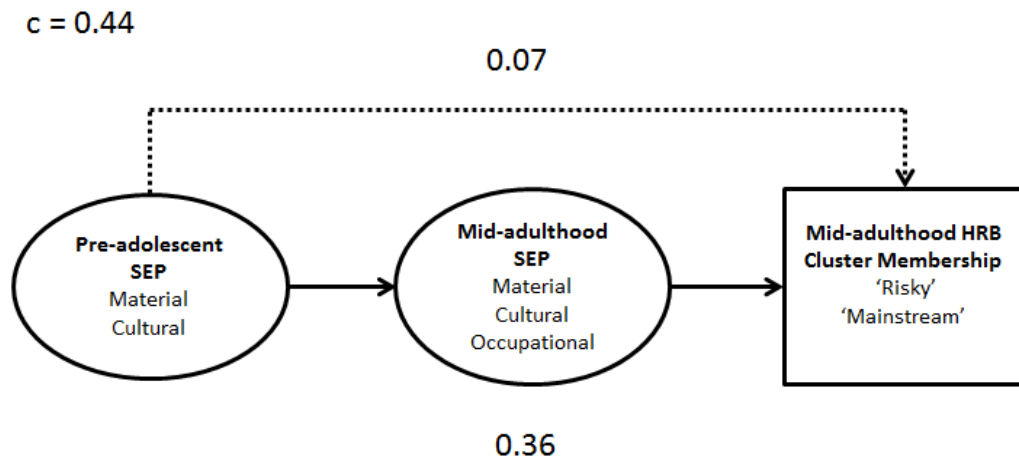 c = 0.44
0.07
Pre-adolescent
SEP
Material
Cultural
Mid-adulthood
SEP
Material
Cultural
Occupational
Mid-adulthood HRB
Cluster Membership
‘Risky’
‘Mainstream’
0.36